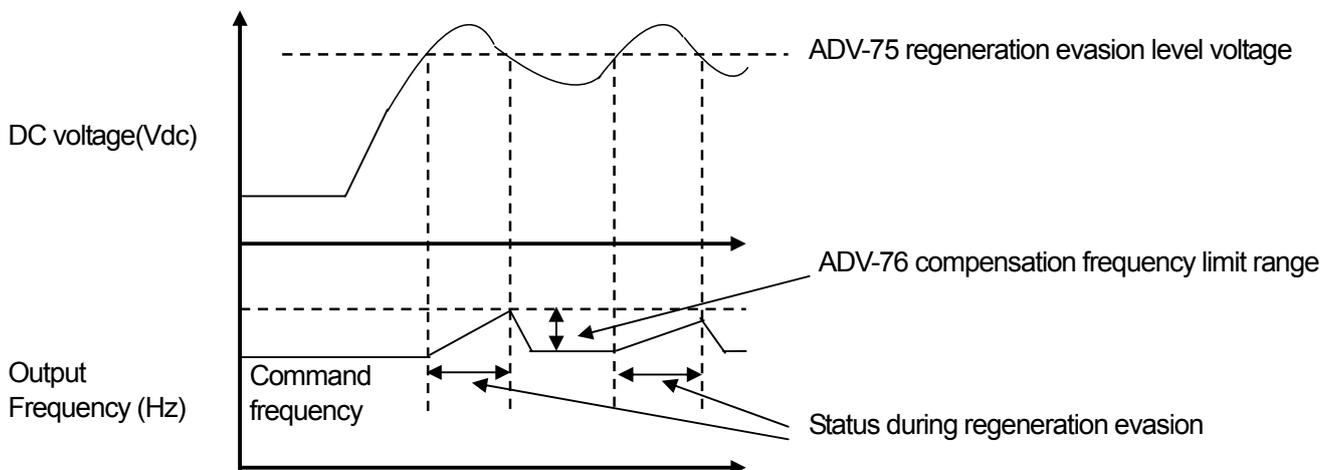 ADV-75 regeneration evasion level voltage
DC voltage(Vdc)
ADV-76 compensation frequency limit range
Output
Frequency (Hz)
Command
frequency
Status during regeneration evasion